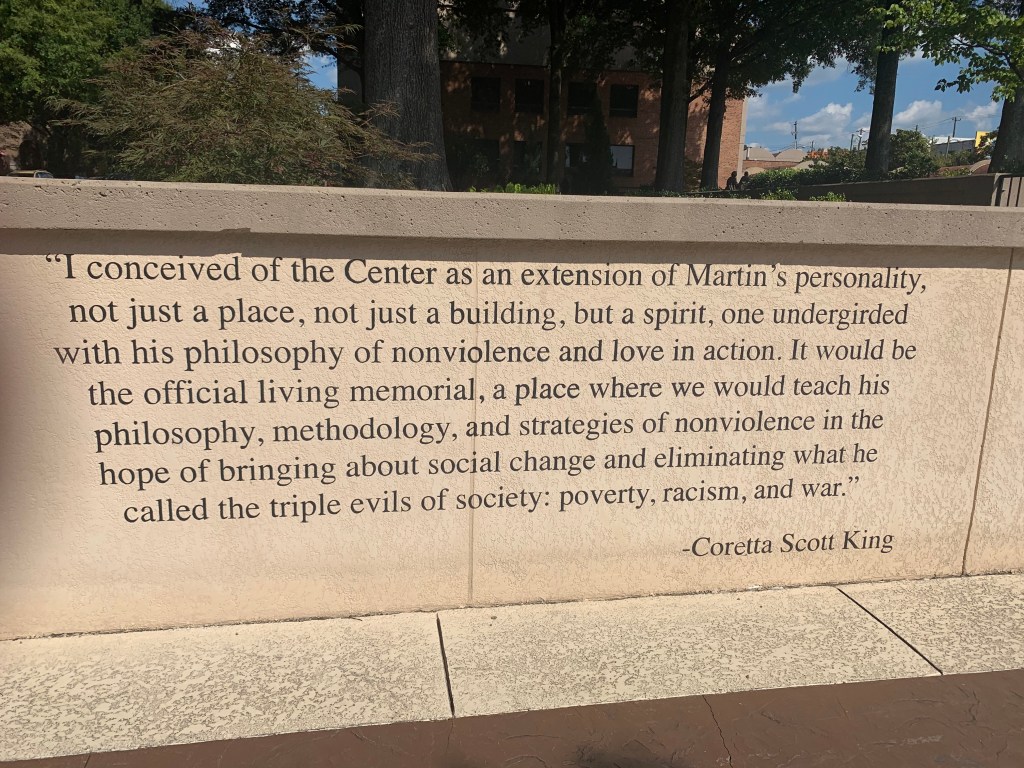 “I conceived of the Center as an extension of Martin’s personality,
not just a place, not just a building, but a spirit, one undergirded
with his philosophy of nonviolence and love in action. It would be
the official living memorial, a place where we would teach his
philosophy, methodology, and strategies of nonviolence in the
hope of bringing about social change and eliminating what he
called the triple evils of society: poverty, racism, and war.”
-Coretta Scott King